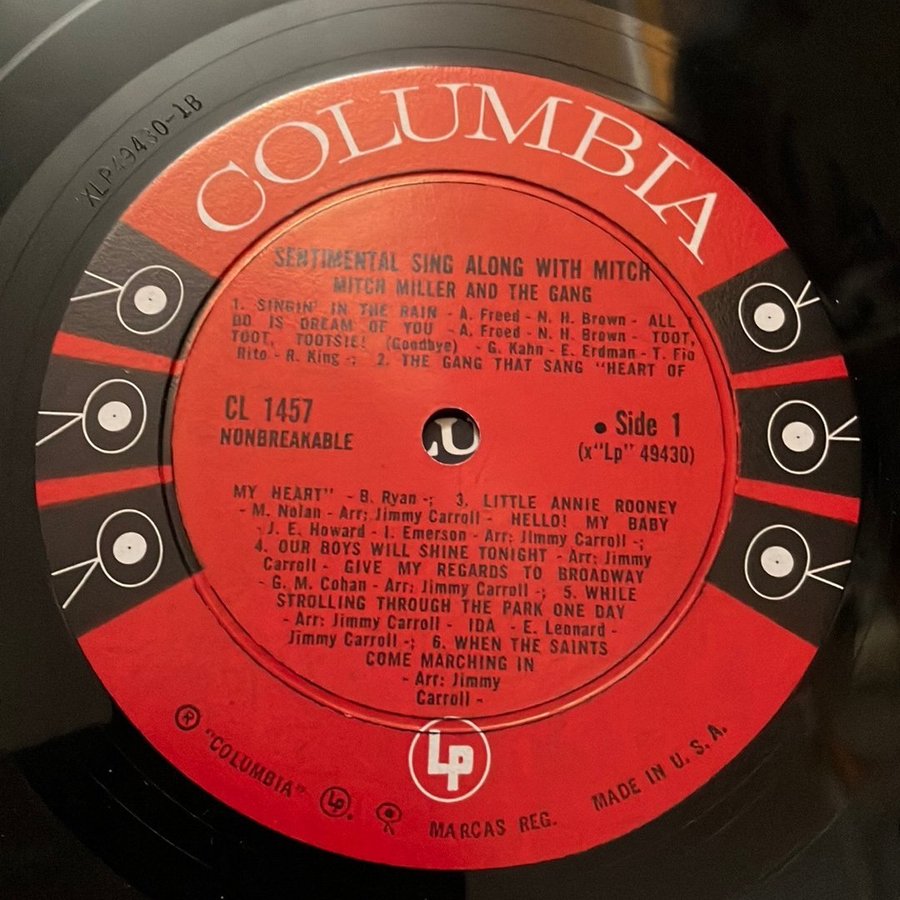 XLP49430-1B
COLUMBIA
SENTIMENTAL SING ALONG WITH MITCH
MITCH MILLER AND THE GANG
1. SINGIN' IN THE RAIN - A. Freed - N. H. Brown - ALL
DO IS DREAM OF YOU - A. Freed - N. H. Brown - TOOT,
TOOT, TOOTSIE! (Goodbye) - G. Kahn - E. Erdman - T. Fio
Rito - R. King -; 2. THE GANG THAT SANG "HEART OF
CL 1457
NONBREAKABLE
• Side 1
(x"Lp" 49430)
MY HEART" - B. Ryan -; 3. LITTLE ANNIE ROONEY
- M. Nolan - Arr: Jimmy Carroll - HELLO! MY BABY
- J. E. Howard - I. Emerson - Arr: Jimmy Carroll -;
4. OUR BOYS WILL SHINE TONIGHT - Arr: Jimmy
Carroll - GIVE MY REGARDS TO BROADWAY
- G. M. Cohan - Arr: Jimmy Carroll -; 5. WHILE
STROLLING THROUGH THE PARK ONE DAY
- Arr: Jimmy Carroll - IDA - E. Leonard -
Jimmy Carroll -; 6. WHEN THE SAINTS
COME MARCHING IN
- Arr: Jimmy
Carroll -
LP
® "COLUMBIA" LP. MARCAS REG. MADE IN U. S. A.